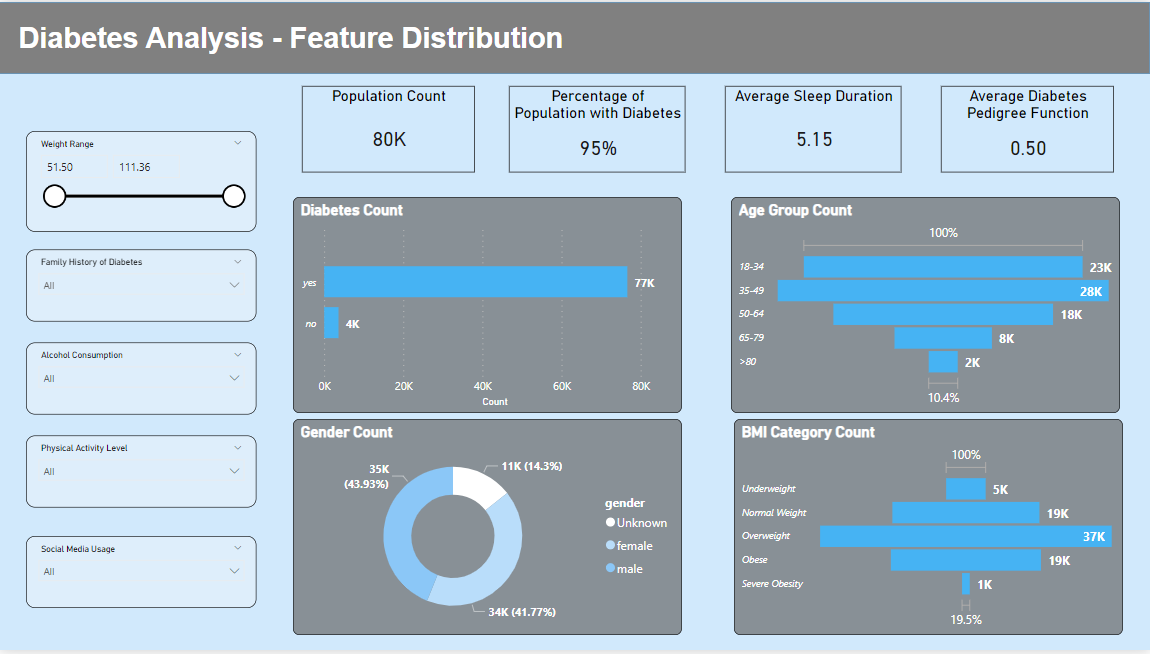 Diabetes Analysis - Feature Distribution
Population Count
80K
Percentage of
Population with Diabetes
95%
Average Sleep Duration
5.15
Average Diabetes
Pedigree Function
0.50
Weight Range
51.50 111.36
Family History of Diabetes
All
Alcohol Consumption
All
Physical Activity Level
All
Social Media Usage
All
Diabetes Count
yes 77K
no 4K
0K 20K 40K 60K 80K
Count
Age Group Count
100%
18-34 23K
35-49 28K
50-64 18K
65-79 8K
>80 2K
10.4%
Gender Count
35K
(43.93%)
11K (14.3%)
34K (41.77%)
gender
Unknown
female
male
BMI Category Count
100%
Underweight 5K
Normal Weight 19K
Overweight 37K
Obese 19K
Severe Obesity 1K
19.5%